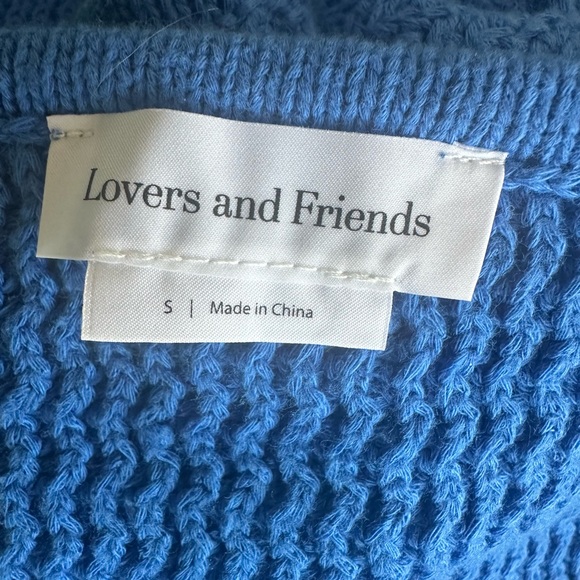 Lovers and Friends
S | Made in China